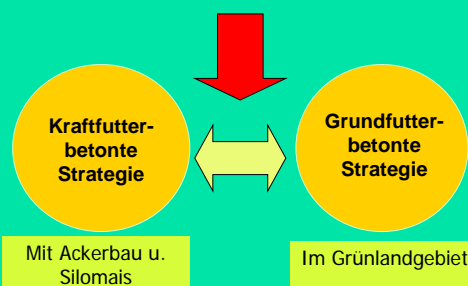 Kraftfutter-
betonte
Strategie
Grundfutter-
betonte
Strategie
Mit Ackerbau u.
Silomais
Im Grünlandgebiet